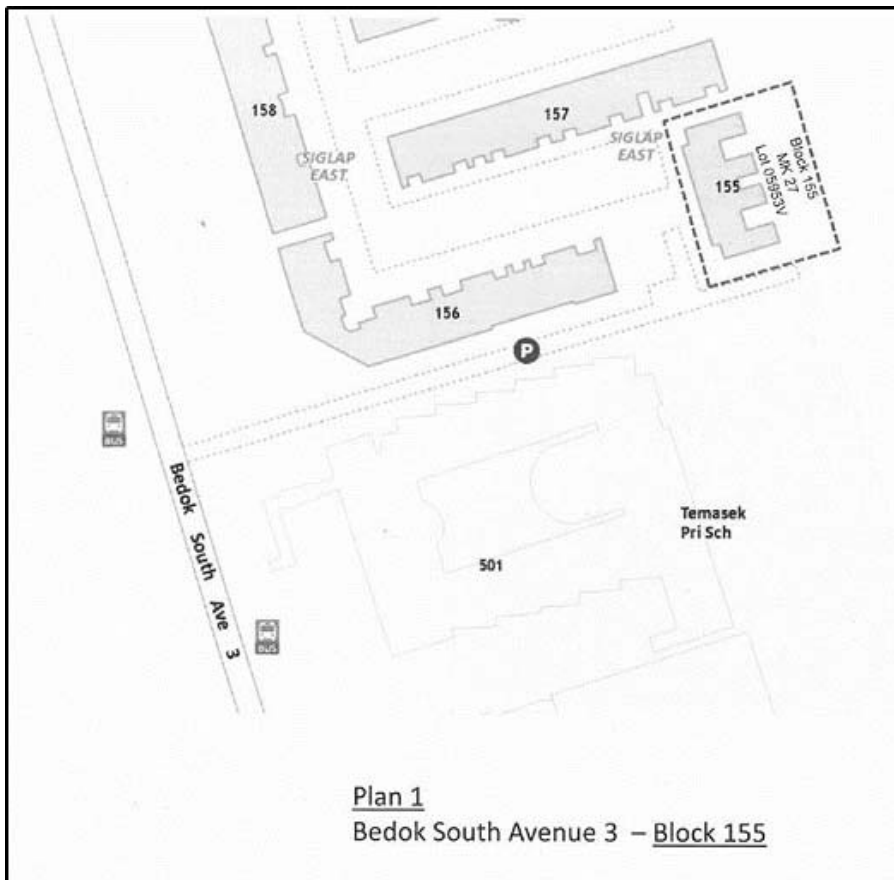 158
157
SIGLAP
EAST
SIGLAP
EAST
155
Block 155
MK 27
Lot 05953V
156
P
BUS
Bedok South Ave 3
Temasek
Pri Sch
501
BUS
Plan 1
Bedok South Avenue 3 – Block 155